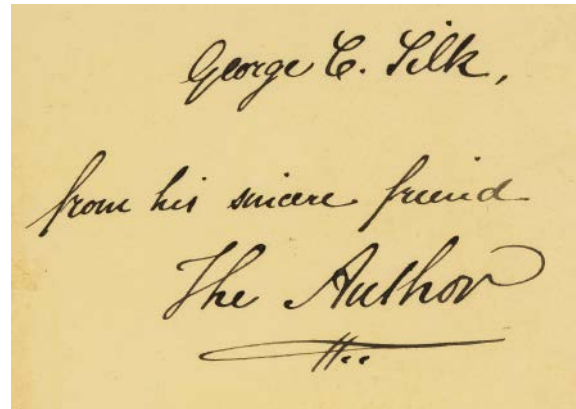 George C. Silk,
from his sincere friend
The Author